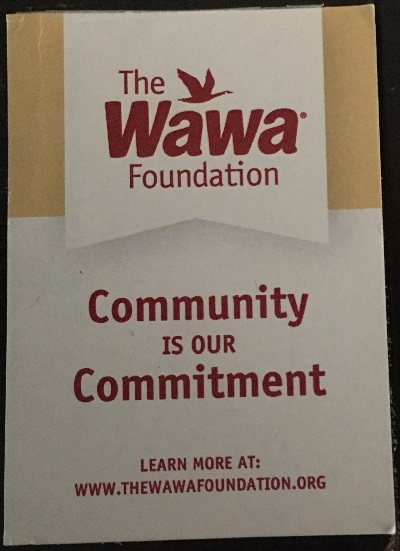 The
Wawa
Foundation
Community
IS OUR
Commitment
LEARN MORE AT:
WWW.THEWAWAFOUNDATION.ORG